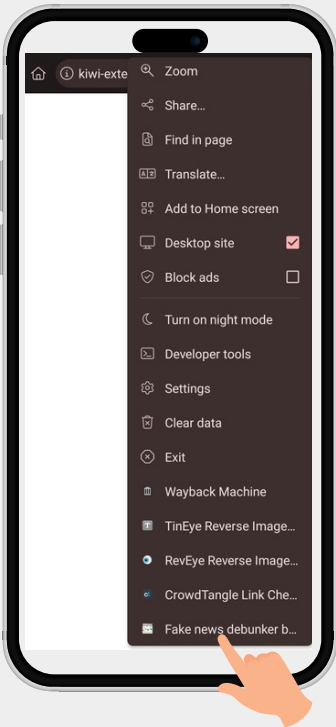 kiwi-exte
Zoom
Share...
Find in page
Translate...
Add to Home screen
Desktop site
Block ads
Turn on night mode
Developer tools
Settings
Clear data
Exit
Wayback Machine
TinEye Reverse Image...
RevEye Reverse Image...
CrowdTangle Link Che...
Fake news debunker b...